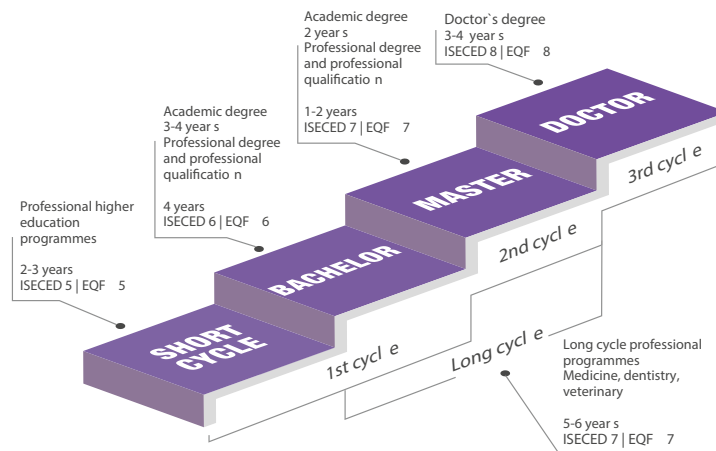 Professional higher
education
programmes
2-3 years
ISECED 5 | EQF 5
Academic degree
3-4 year s
Professional degree
and professional
qualificatio n
4 years
ISECED 6 | EQF 6
Academic degree
2 year s
Professional degree
and professional
qualificatio n
1-2 years
ISECED 7 | EQF 7
Doctor`s degree
3-4 year s
ISECED 8 | EQF 8
SHORT
CYCLE
BACHELOR
MASTER
DOCTOR
1st cycl e
2nd cycl e
3rd cycl e
Long cycl e
Long cycle professional
programmes
Medicine, dentistry,
veterinary
5-6 year s
ISECED 7 | EQF 7